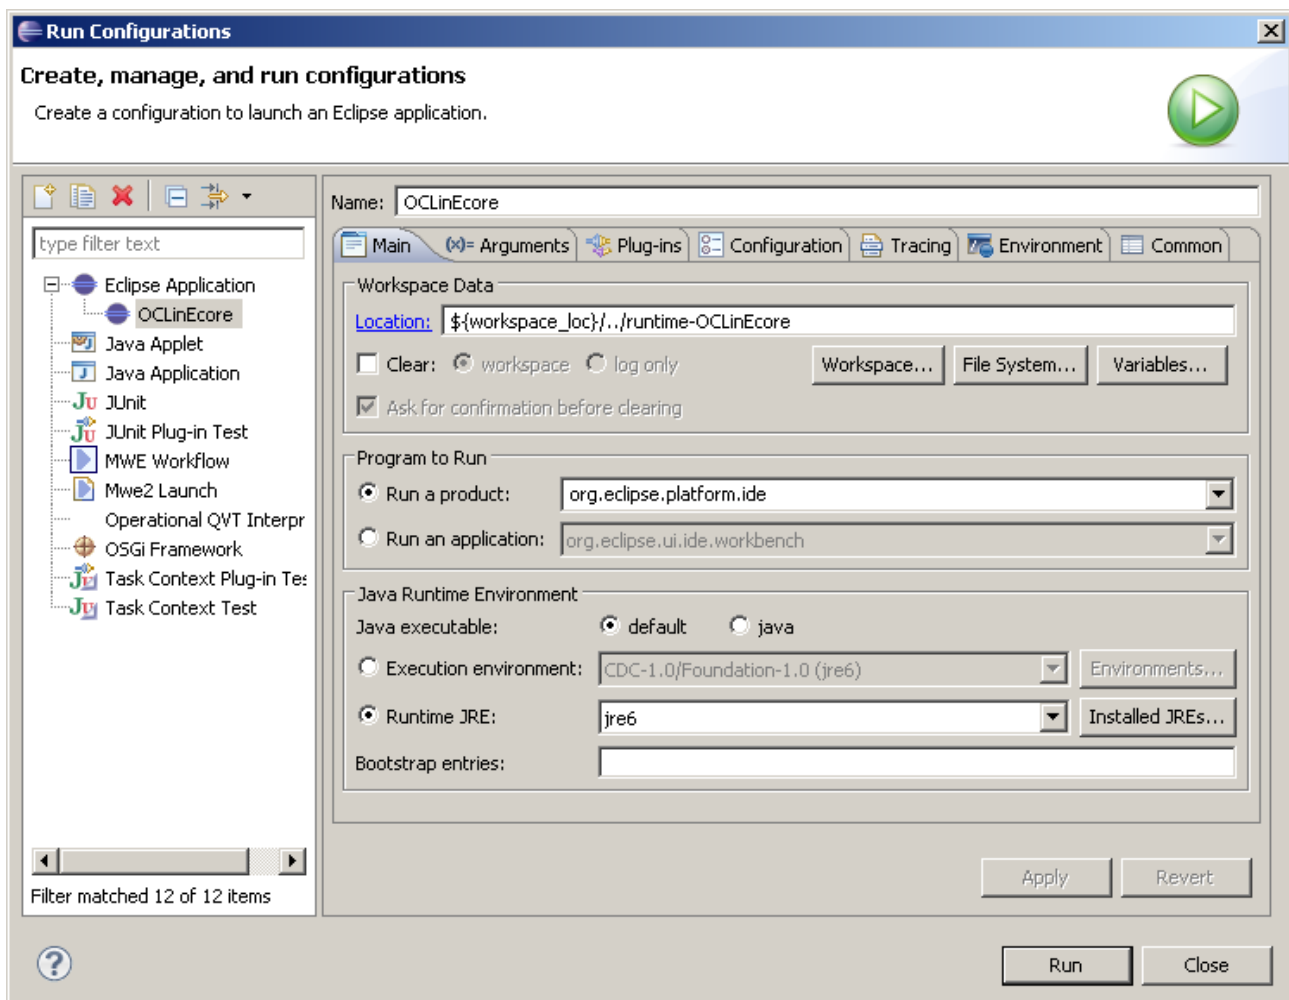 Run Configurations
Create, manage, and run configurations
Create a configuration to launch an Eclipse application.
type filter text
Eclipse Application
OCLinEcore
Java Applet
Java Application
JUnit
JUnit Plug-in Test
MWE Workflow
Mwe2 Launch
Operational QVT Interpr
OSGi Framework
Task Context Plug-in Tes
Task Context Test
Filter matched 12 of 12 items
Name: OCLinEcore
Main (x)= Arguments Plug-ins Configuration Tracing Environment Common
Workspace Data
Location: ${workspace_loc}/../runtime-OCLinEcore
Clear: workspace log only Workspace... File System... Variables...
Ask for confirmation before clearing
Program to Run
Run a product: org.eclipse.platform.ide
Run an application: org.eclipse.ui.ide.workbench
Java Runtime Environment
Java executable: default java
Execution environment: CDC-1.0/Foundation-1.0 (jre6) Environments...
Runtime JRE: jre6 Installed JREs...
Bootstrap entries:
Apply Revert
Run Close